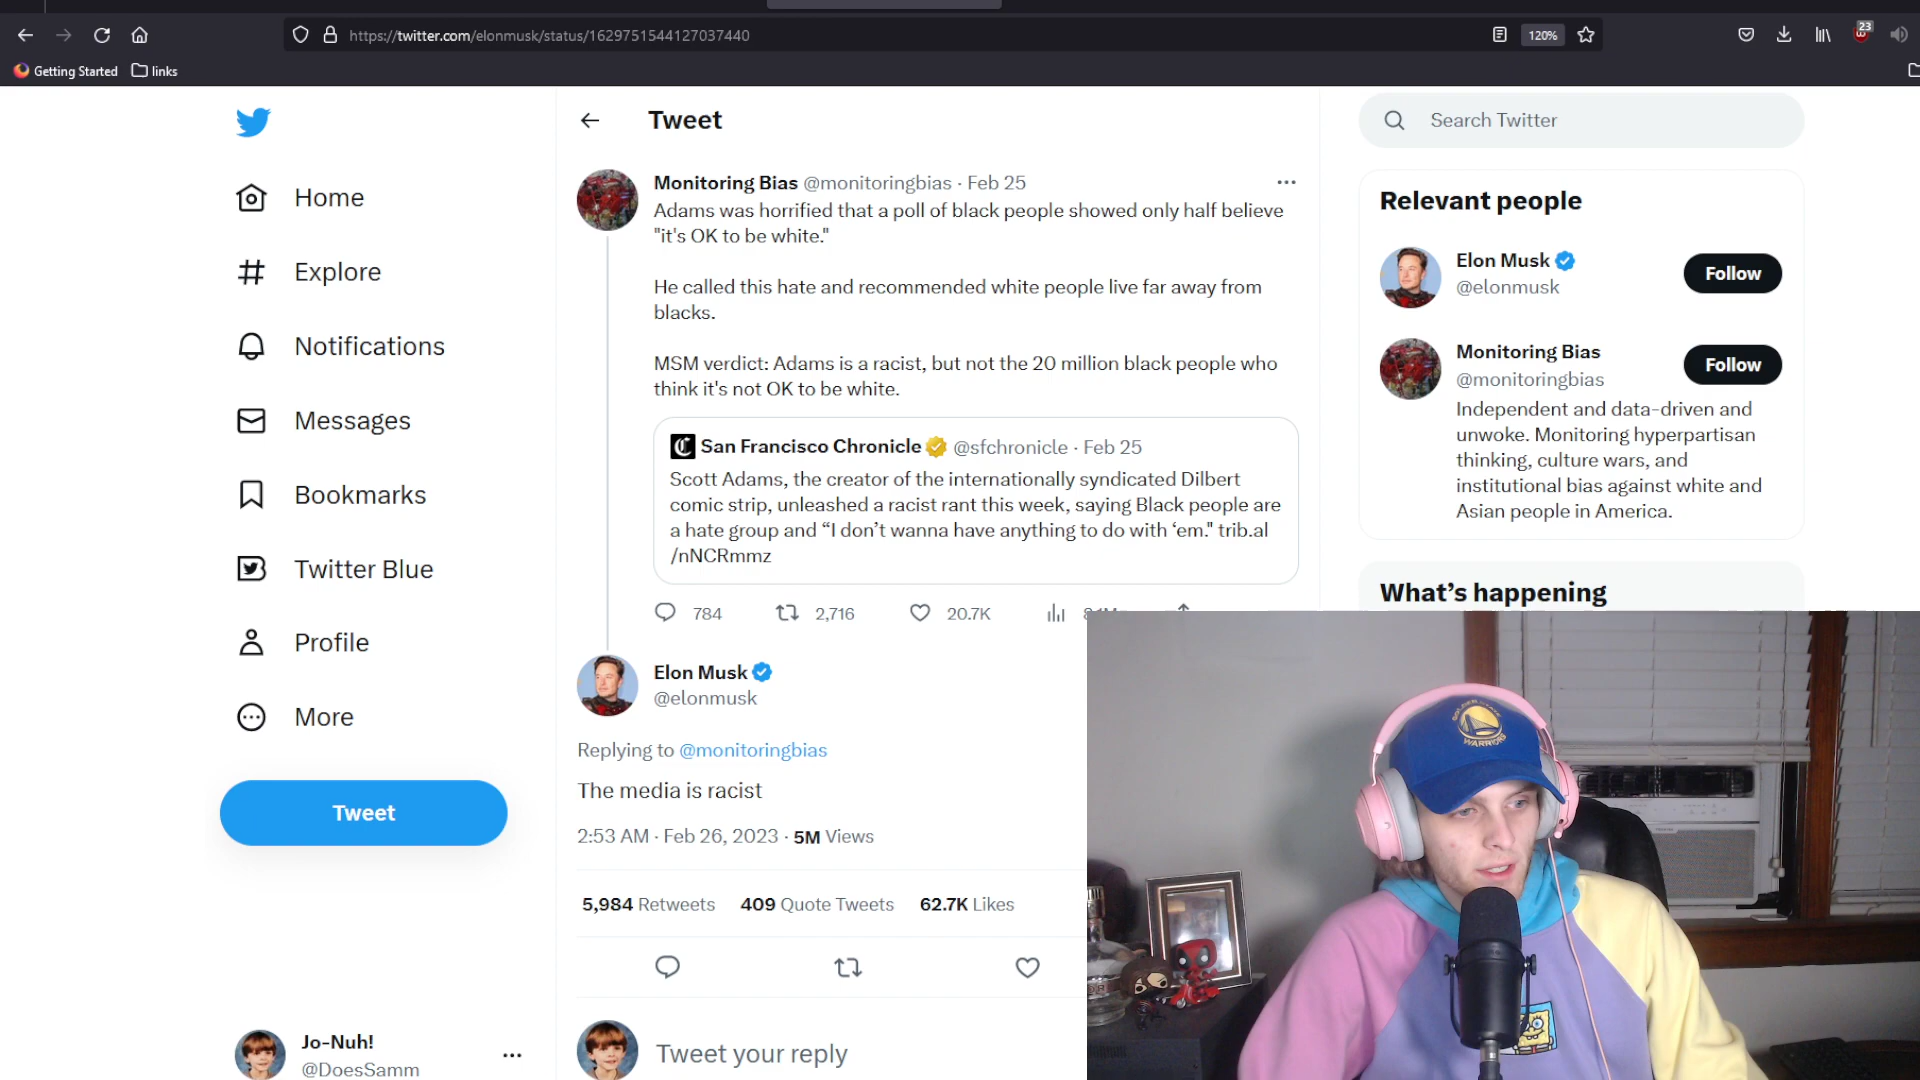 https://twitter.com/elonmusk/status/1629751544127037440
120%
23
Getting Started
links
Home
Explore
Notifications
Messages
Bookmarks
Twitter Blue
Profile
More
Tweet
Jo-Nuh!
@DoesSamm
Tweet
Monitoring Bias @monitoringbias · Feb 25
Adams was horrified that a poll of black people showed only half believe
"it's OK to be white."
He called this hate and recommended white people live far away from
blacks.
MSM verdict: Adams is a racist, but not the 20 million black people who
think it's not OK to be white.
San Francisco Chronicle @sfchronicle · Feb 25
Scott Adams, the creator of the internationally syndicated Dilbert
comic strip, unleashed a racist rant this week, saying Black people are
a hate group and “I don’t wanna have anything to do with ‘em." trib.al
/nNCRmmz
784 2,716 20.7K
Elon Musk
@elonmusk
Replying to @monitoringbias
The media is racist
2:53 AM · Feb 26, 2023 · 5M Views
5,984 Retweets 409 Quote Tweets 62.7K Likes
Tweet your reply
Search Twitter
Relevant people
Elon Musk
@elonmusk
Follow
Monitoring Bias
@monitoringbias
Follow
Independent and data-driven and
unwoke. Monitoring hyperpartisan
thinking, culture wars, and
institutional bias against white and
Asian people in America.
What’s happening
GOLDEN STATE
WARRIORS